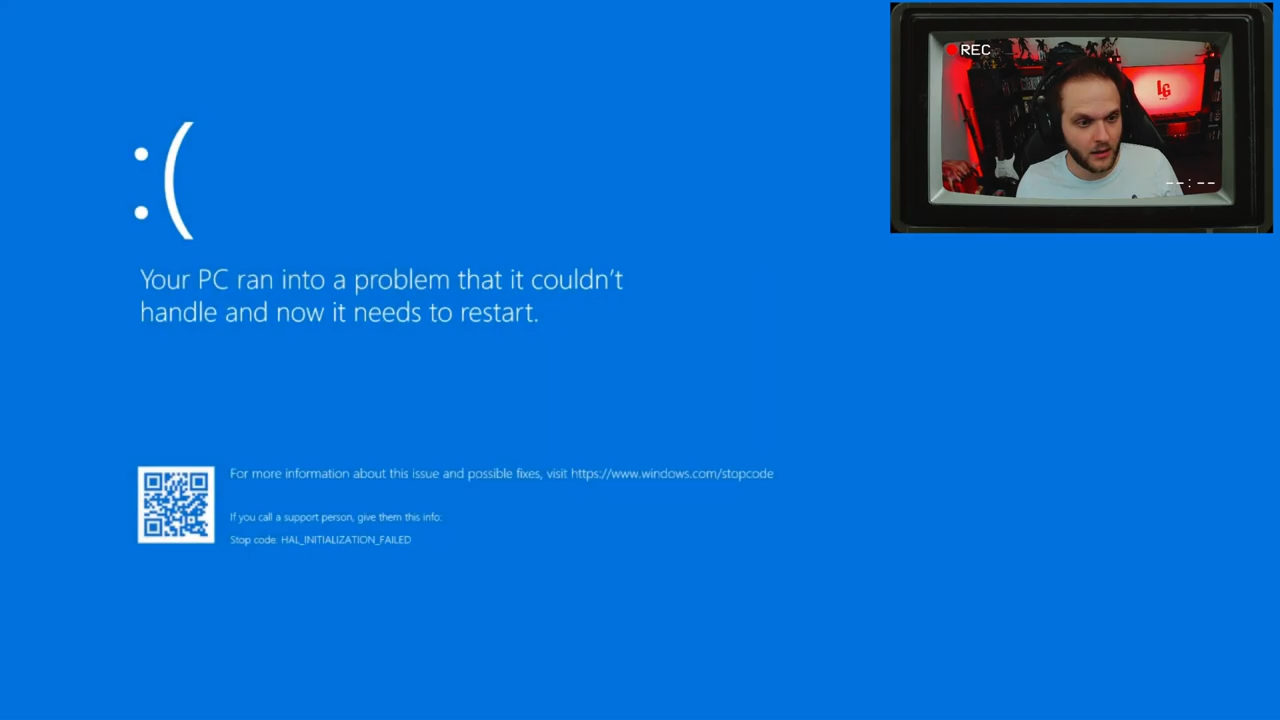 REC
LG
--:--
:(
Your PC ran into a problem that it couldn't
handle and now it needs to restart.
For more information about this issue and possible fixes, visit https://www.windows.com/stopcode
If you call a support person, give them this info:
Stop code: HAL_INITIALIZATION_FAILED